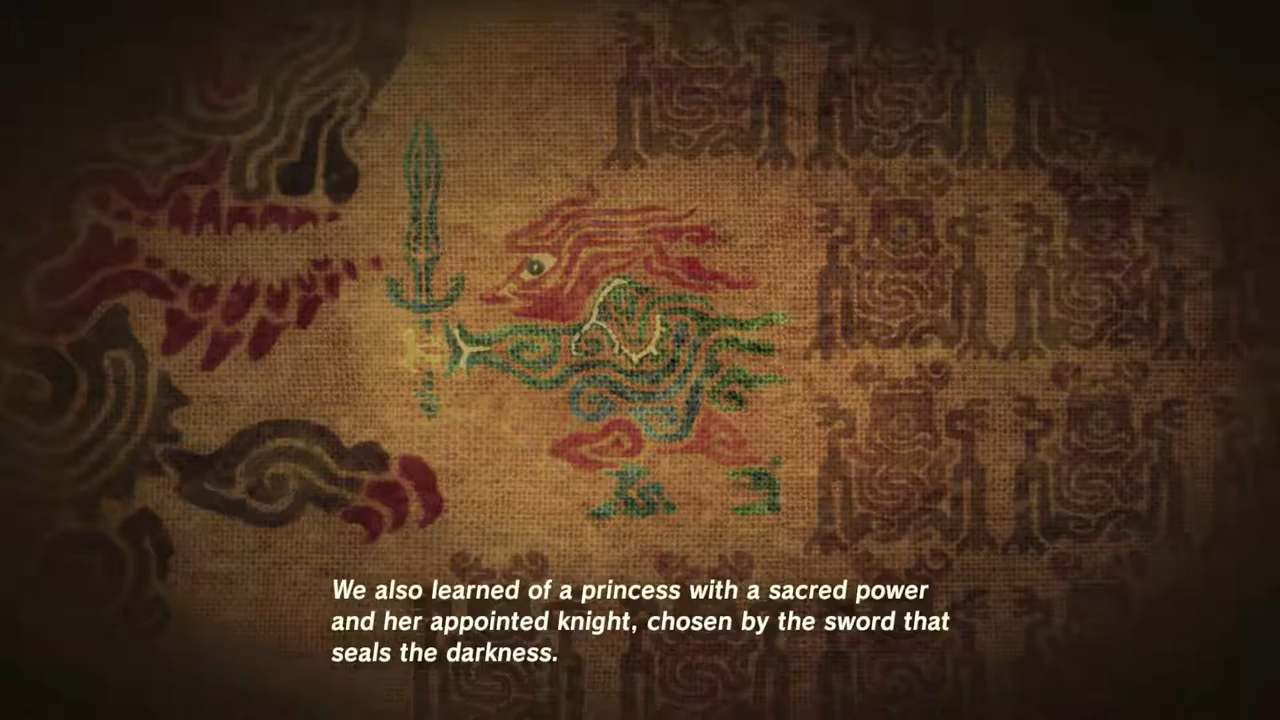 We also learned of a princess with a sacred power
and her appointed knight, chosen by the sword that
seals the darkness.